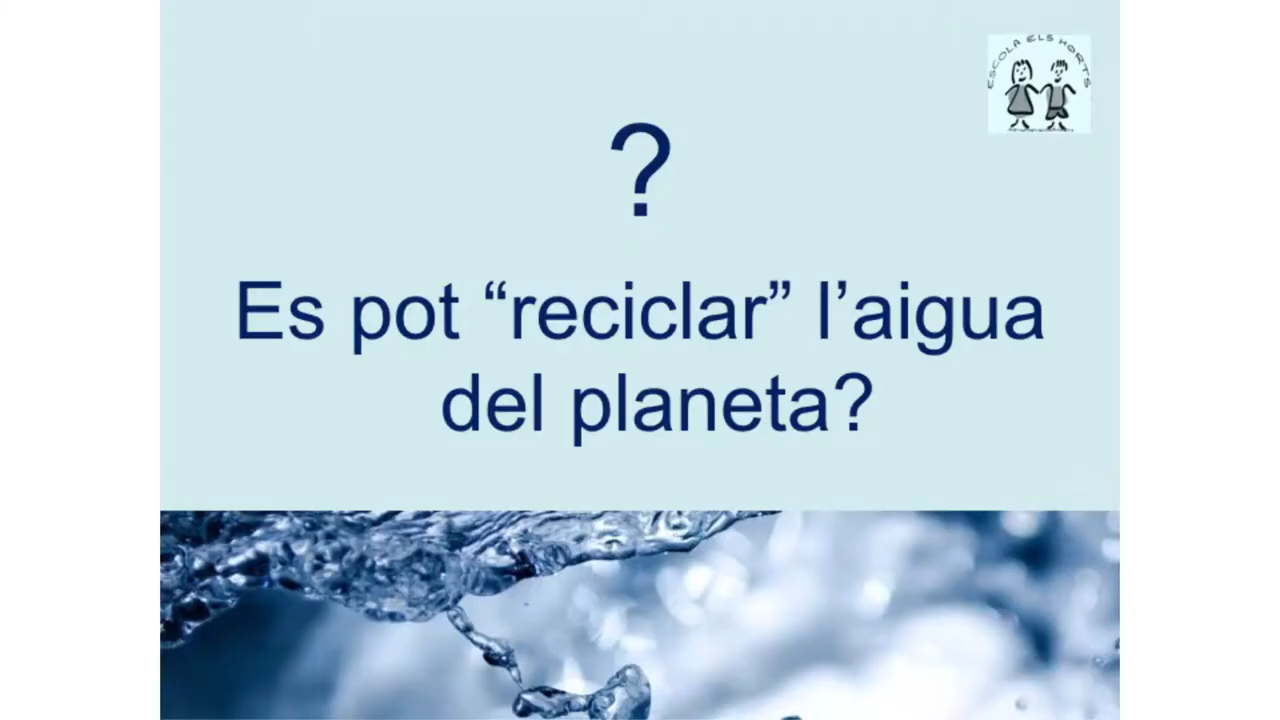 ESCOLA ELS HORTS
?
Es pot “reciclar” l’aigua
del planeta?